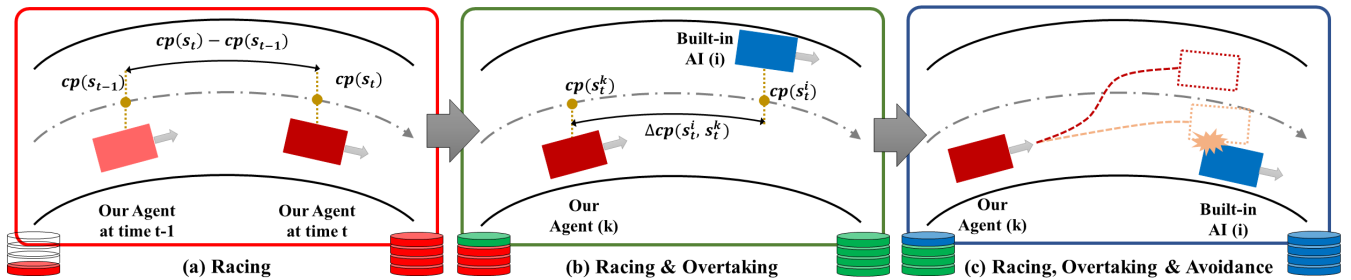 cp(s_t) − cp(s_{t−1})
cp(s_{t−1})
cp(s_t)
Our Agent
at time t-1
Our Agent
at time t
(a) Racing
Built-in
AI (i)
cp(s_t^k)
cp(s_t^i)
Δcp(s_t^i, s_t^k)
Our
Agent (k)
(b) Racing & Overtaking
Our
Agent (k)
Built-in
AI (i)
(c) Racing, Overtaking & Avoidance